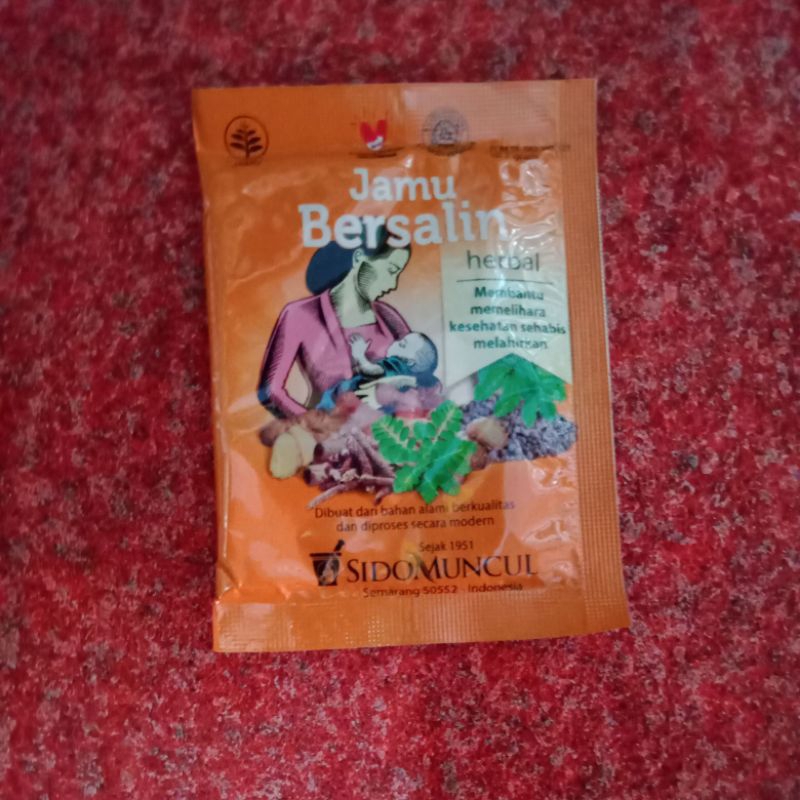 Jamu
Bersalin
herbal
Membantu
memelihara
kesehatan sehabis
melahirkan
Dibuat dari bahan alami berkualitas
dan diproses secara modern
Sejak 1951
SIDOMUNCUL
Semarang 50552 - Indonesia